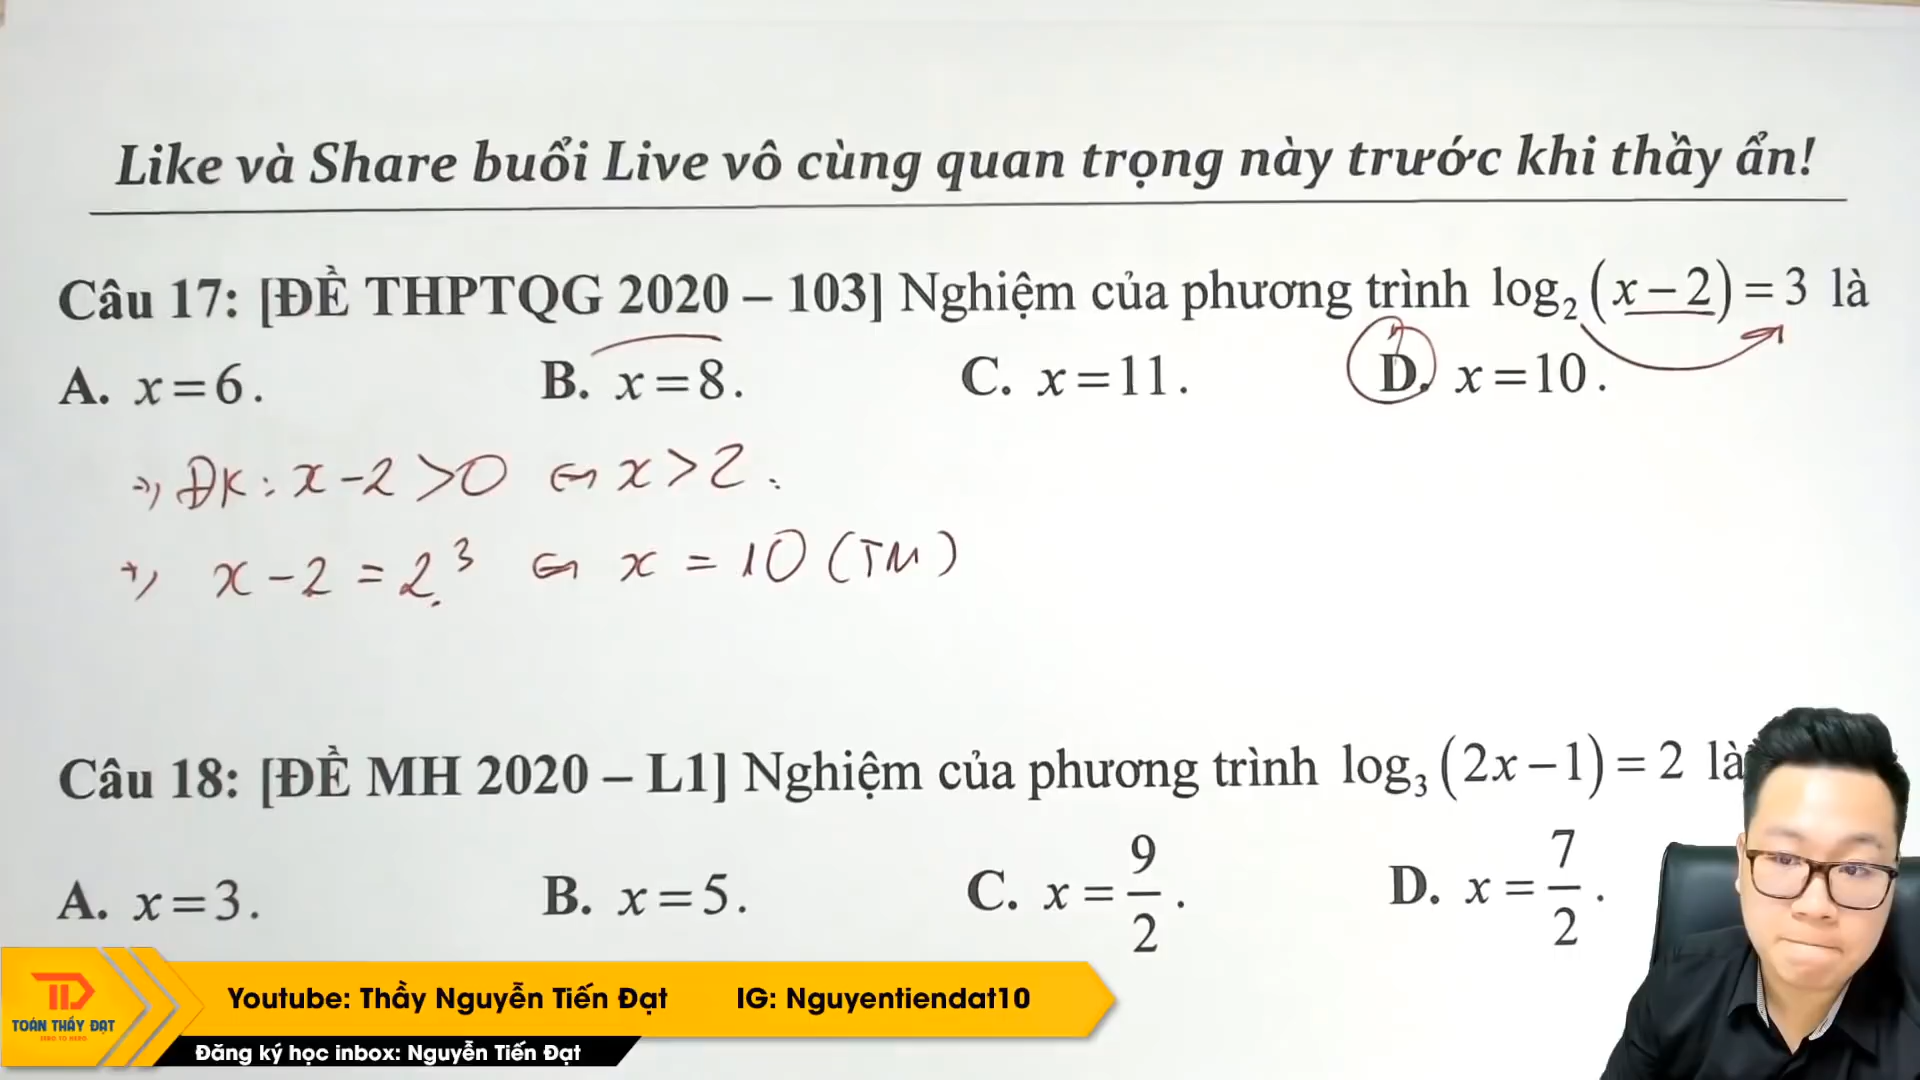 Like và Share buổi Live vô cùng quan trọng này trước khi thầy ẩn!
Câu 17: [ĐỀ THPTQG 2020 – 103] Nghiệm của phương trình log₂(x – 2) = 3 là
A. x = 6. B. x = 8. C. x = 11. D. x = 10.
+) ĐK: x - 2 > 0 ⇔ x > 2.
+) x - 2 = 2³ ⇔ x = 10 (TM)
Câu 18: [ĐỀ MH 2020 – L1] Nghiệm của phương trình log₃(2x – 1) = 2 là
A. x = 3. B. x = 5. C. x = 9/2. D. x = 7/2.
TOÁN THẦY ĐẠT
ZERO TO HERO
Youtube: Thầy Nguyễn Tiến Đạt IG: Nguyentiendat10
Đăng ký học inbox: Nguyễn Tiến Đạt